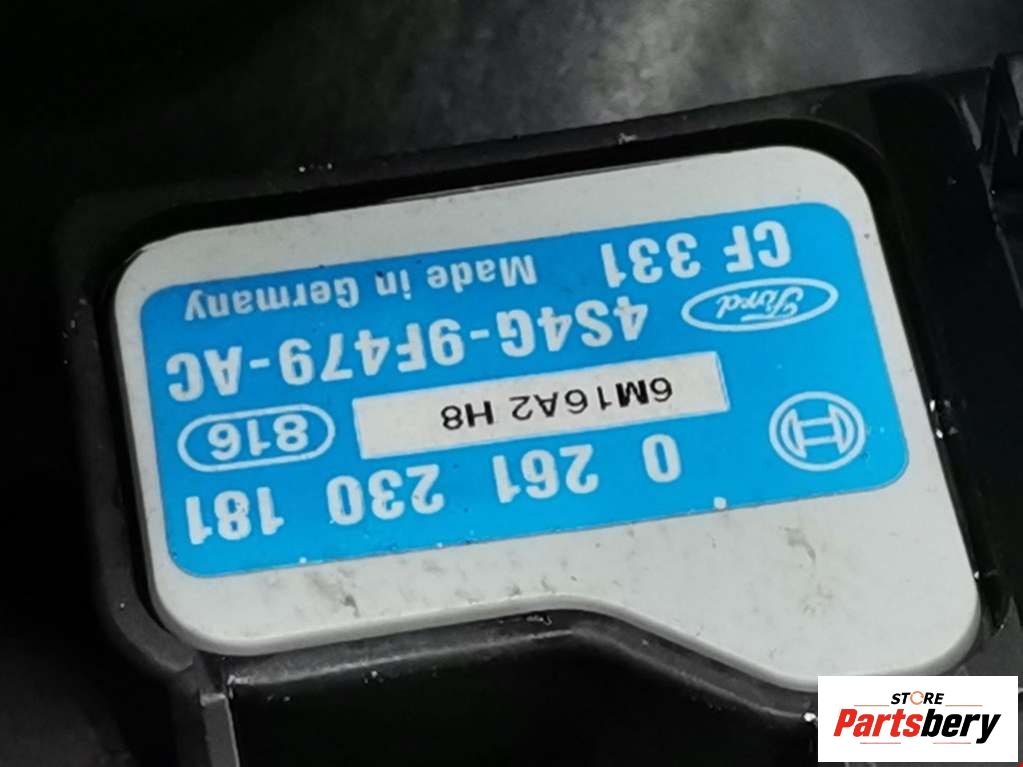 0 261 230 181
6M16A2 H8
816
Ford
4S4G-9F479-AC
CF 331
Made in Germany
STORE
Partsbery